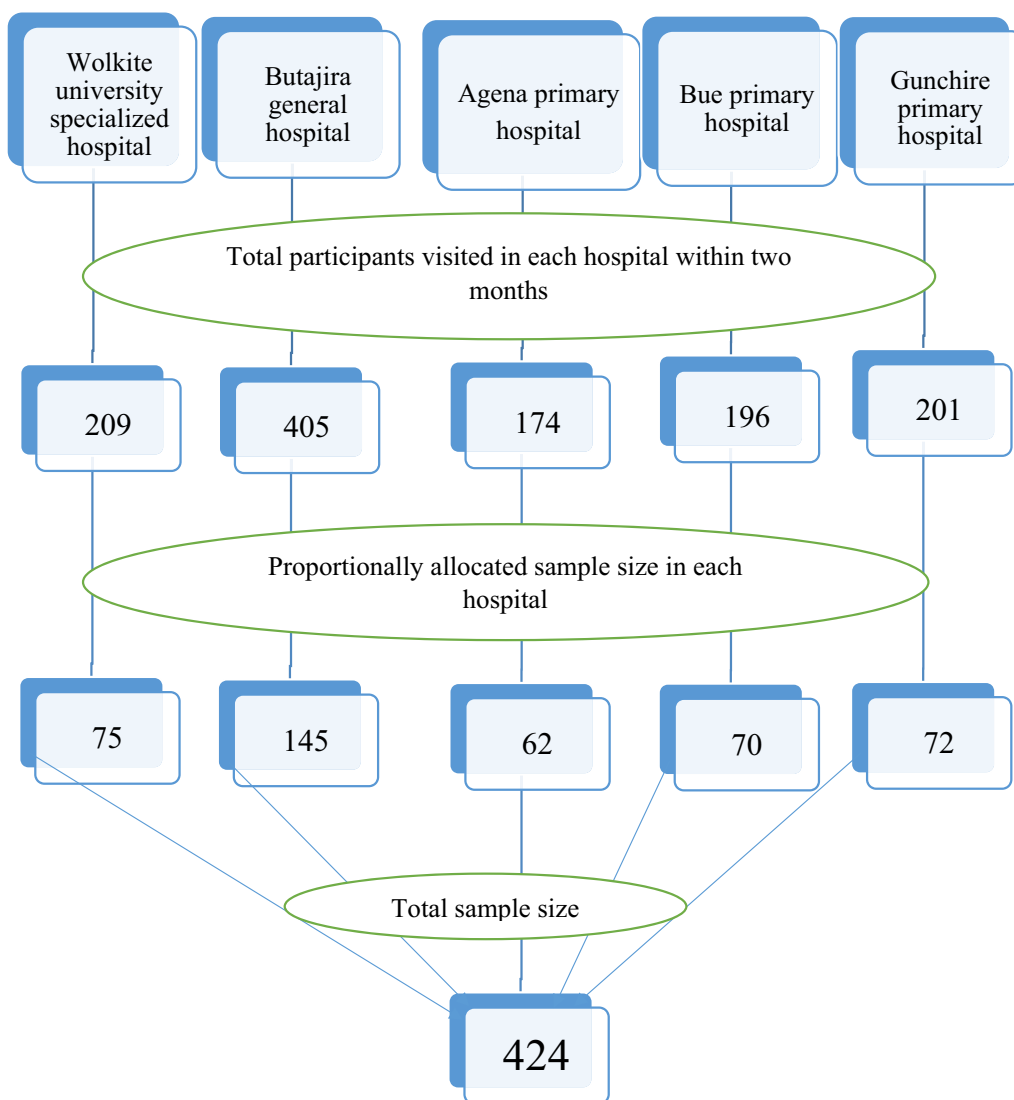 Wolkite
university
specialized
hospital
Butajira
general
hospital
Agena primary
hospital
Bue primary
hospital
Gunchire
primary
hospital
Total participants visited in each hospital within two
months
209
405
174
196
201
Proportionally allocated sample size in each
hospital
75
145
62
70
72
Total sample size
424